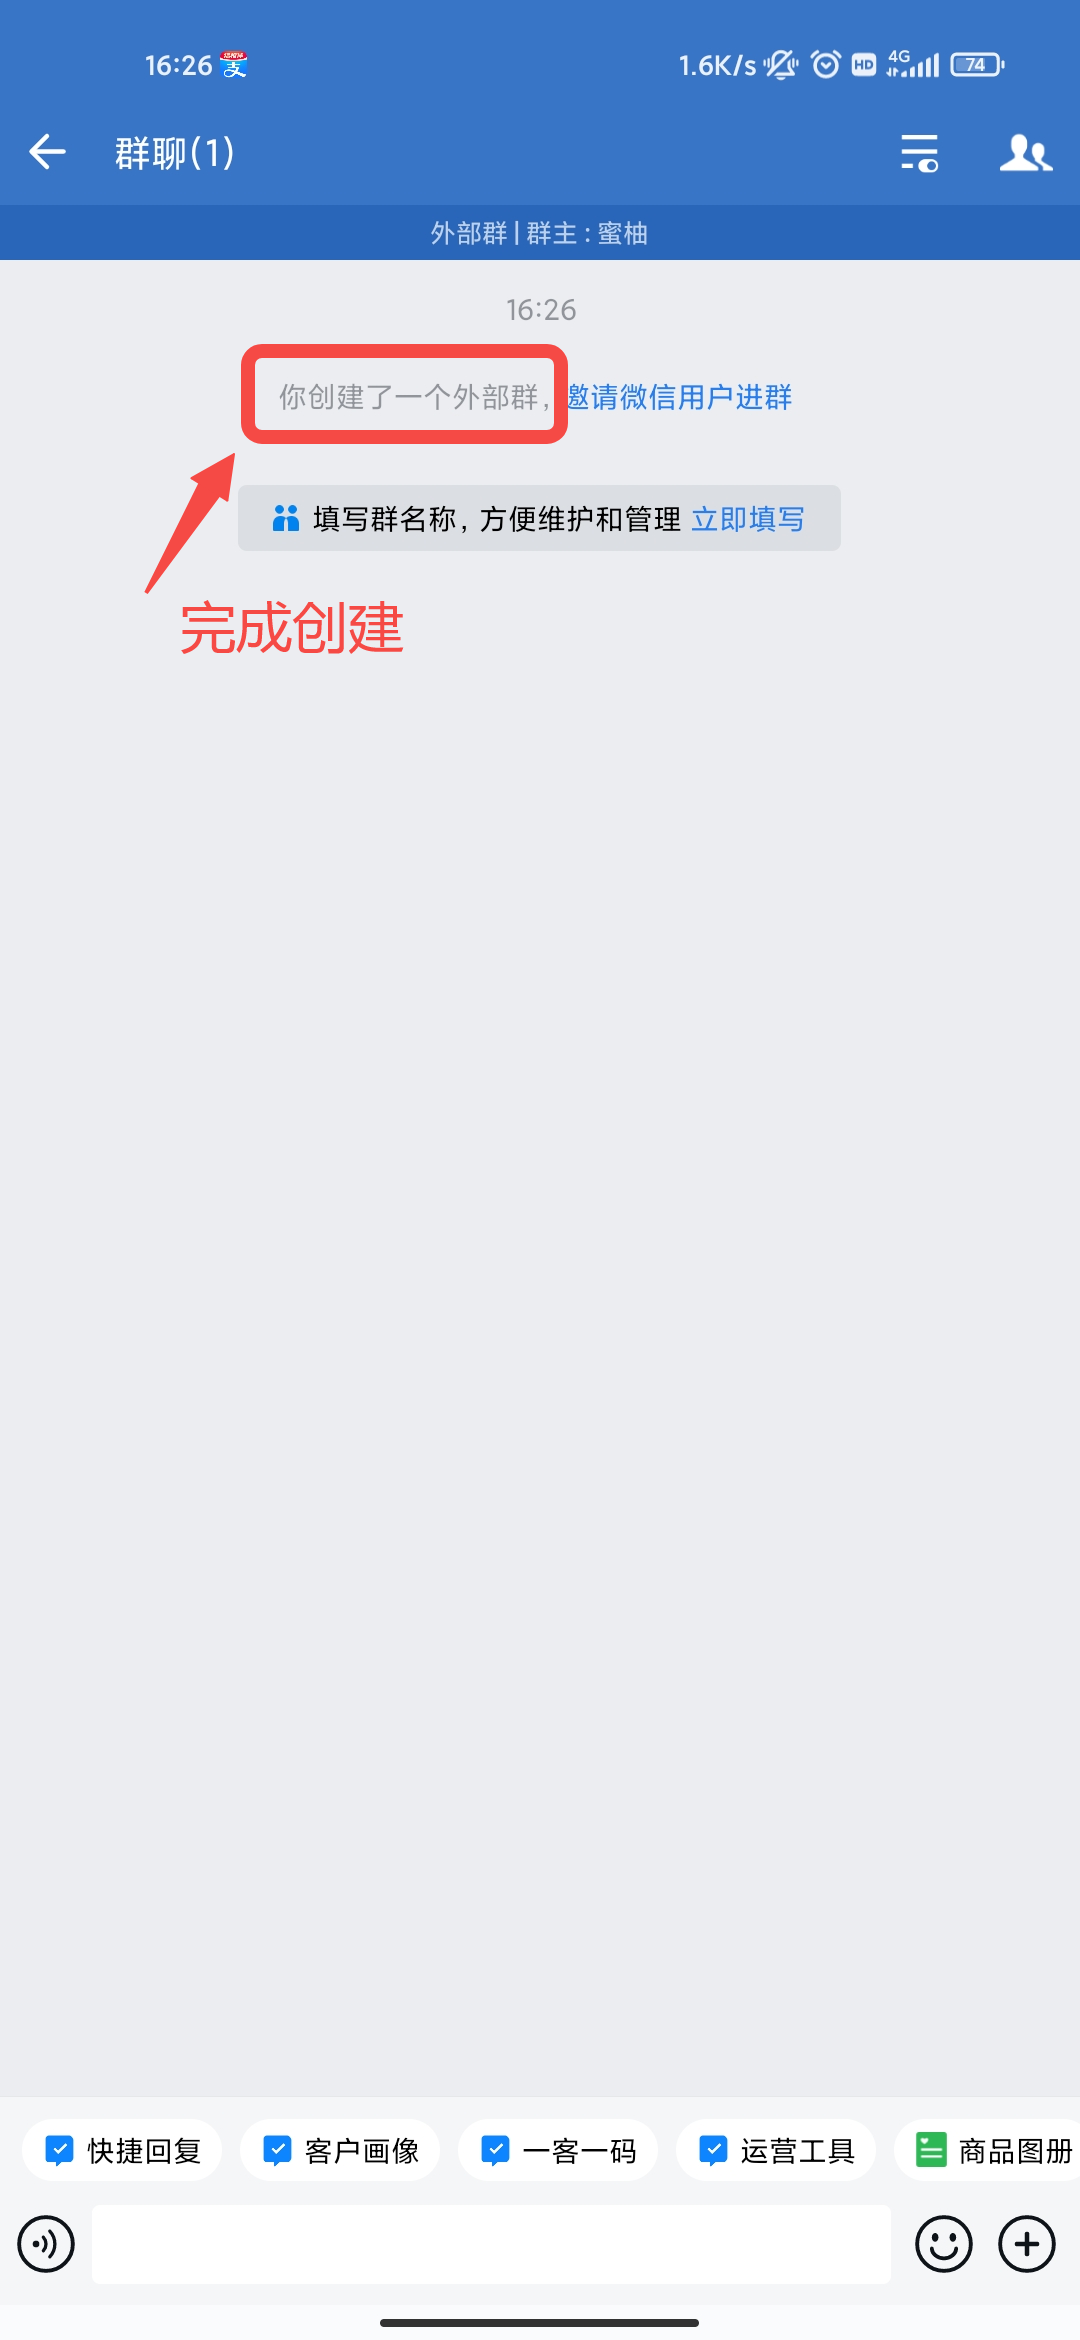 16:26 支 1.6K/s HD 4G 74
群聊(1)
外部群 | 群主 : 蜜柚
16:26
你创建了一个外部群，邀请微信用户进群
填写群名称，方便维护和管理 立即填写
完成创建
快捷回复 客户画像 一客一码 运营工具 商品图册